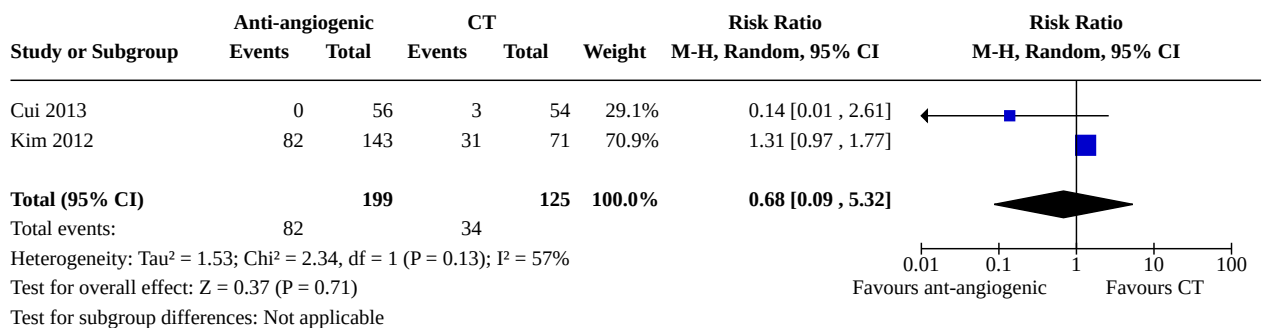 Anti-angiogenic CT Risk Ratio Risk Ratio
Study or Subgroup Events Total Events Total Weight M-H, Random, 95% CI M-H, Random, 95% CI
Cui 2013 0 56 3 54 29.1% 0.14 [0.01 , 2.61]
Kim 2012 82 143 31 71 70.9% 1.31 [0.97 , 1.77]
Total (95% CI) 199 125 100.0% 0.68 [0.09 , 5.32]
Total events: 82 34
Heterogeneity: Tau² = 1.53; Chi² = 2.34, df = 1 (P = 0.13); I² = 57%
0.01 0.1 1 10 100
Test for overall effect: Z = 0.37 (P = 0.71) Favours ant-angiogenic Favours CT
Test for subgroup differences: Not applicable